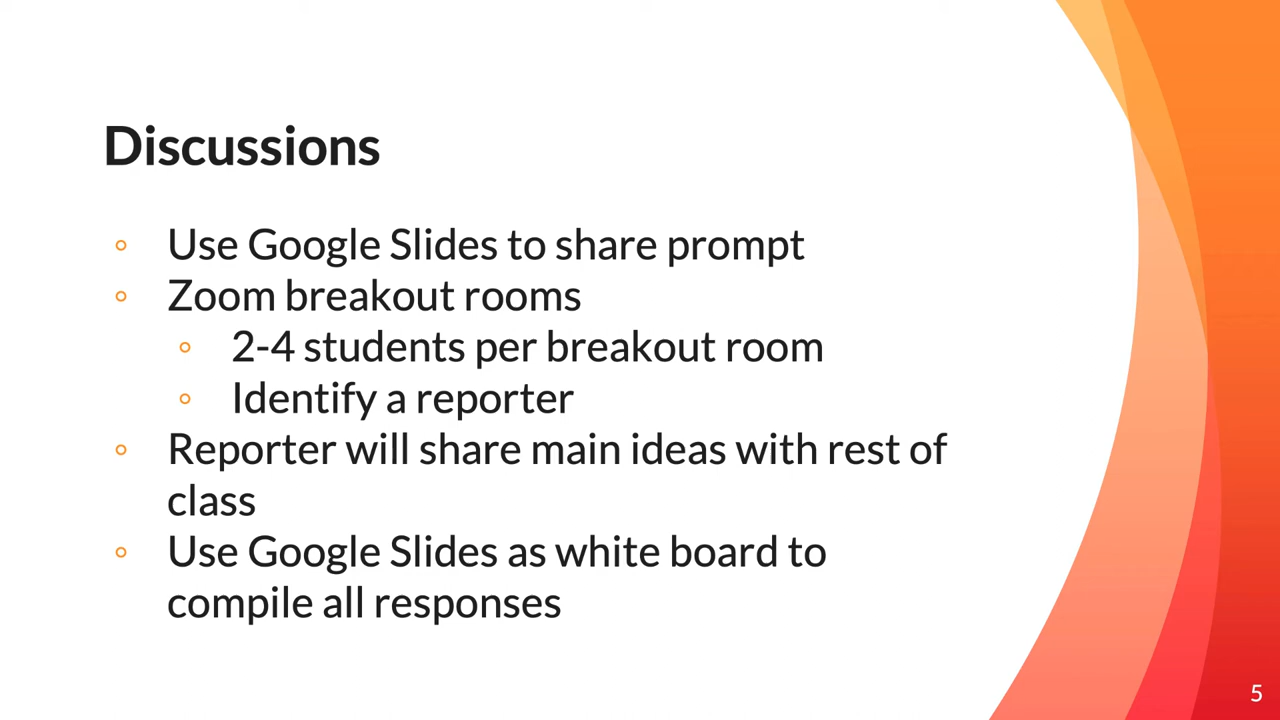 Discussions
Use Google Slides to share prompt
Zoom breakout rooms
2-4 students per breakout room
Identify a reporter
Reporter will share main ideas with rest of
class
Use Google Slides as white board to
compile all responses
5